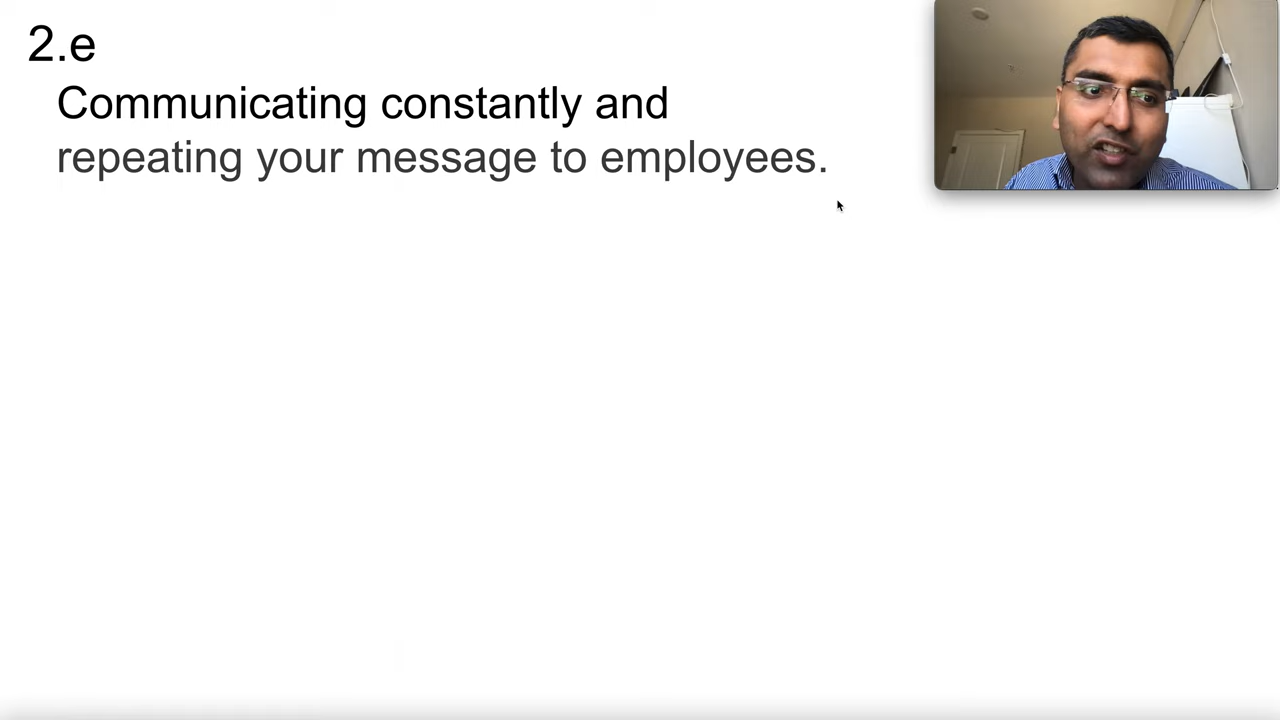 2.e
Communicating constantly and
repeating your message to employees.